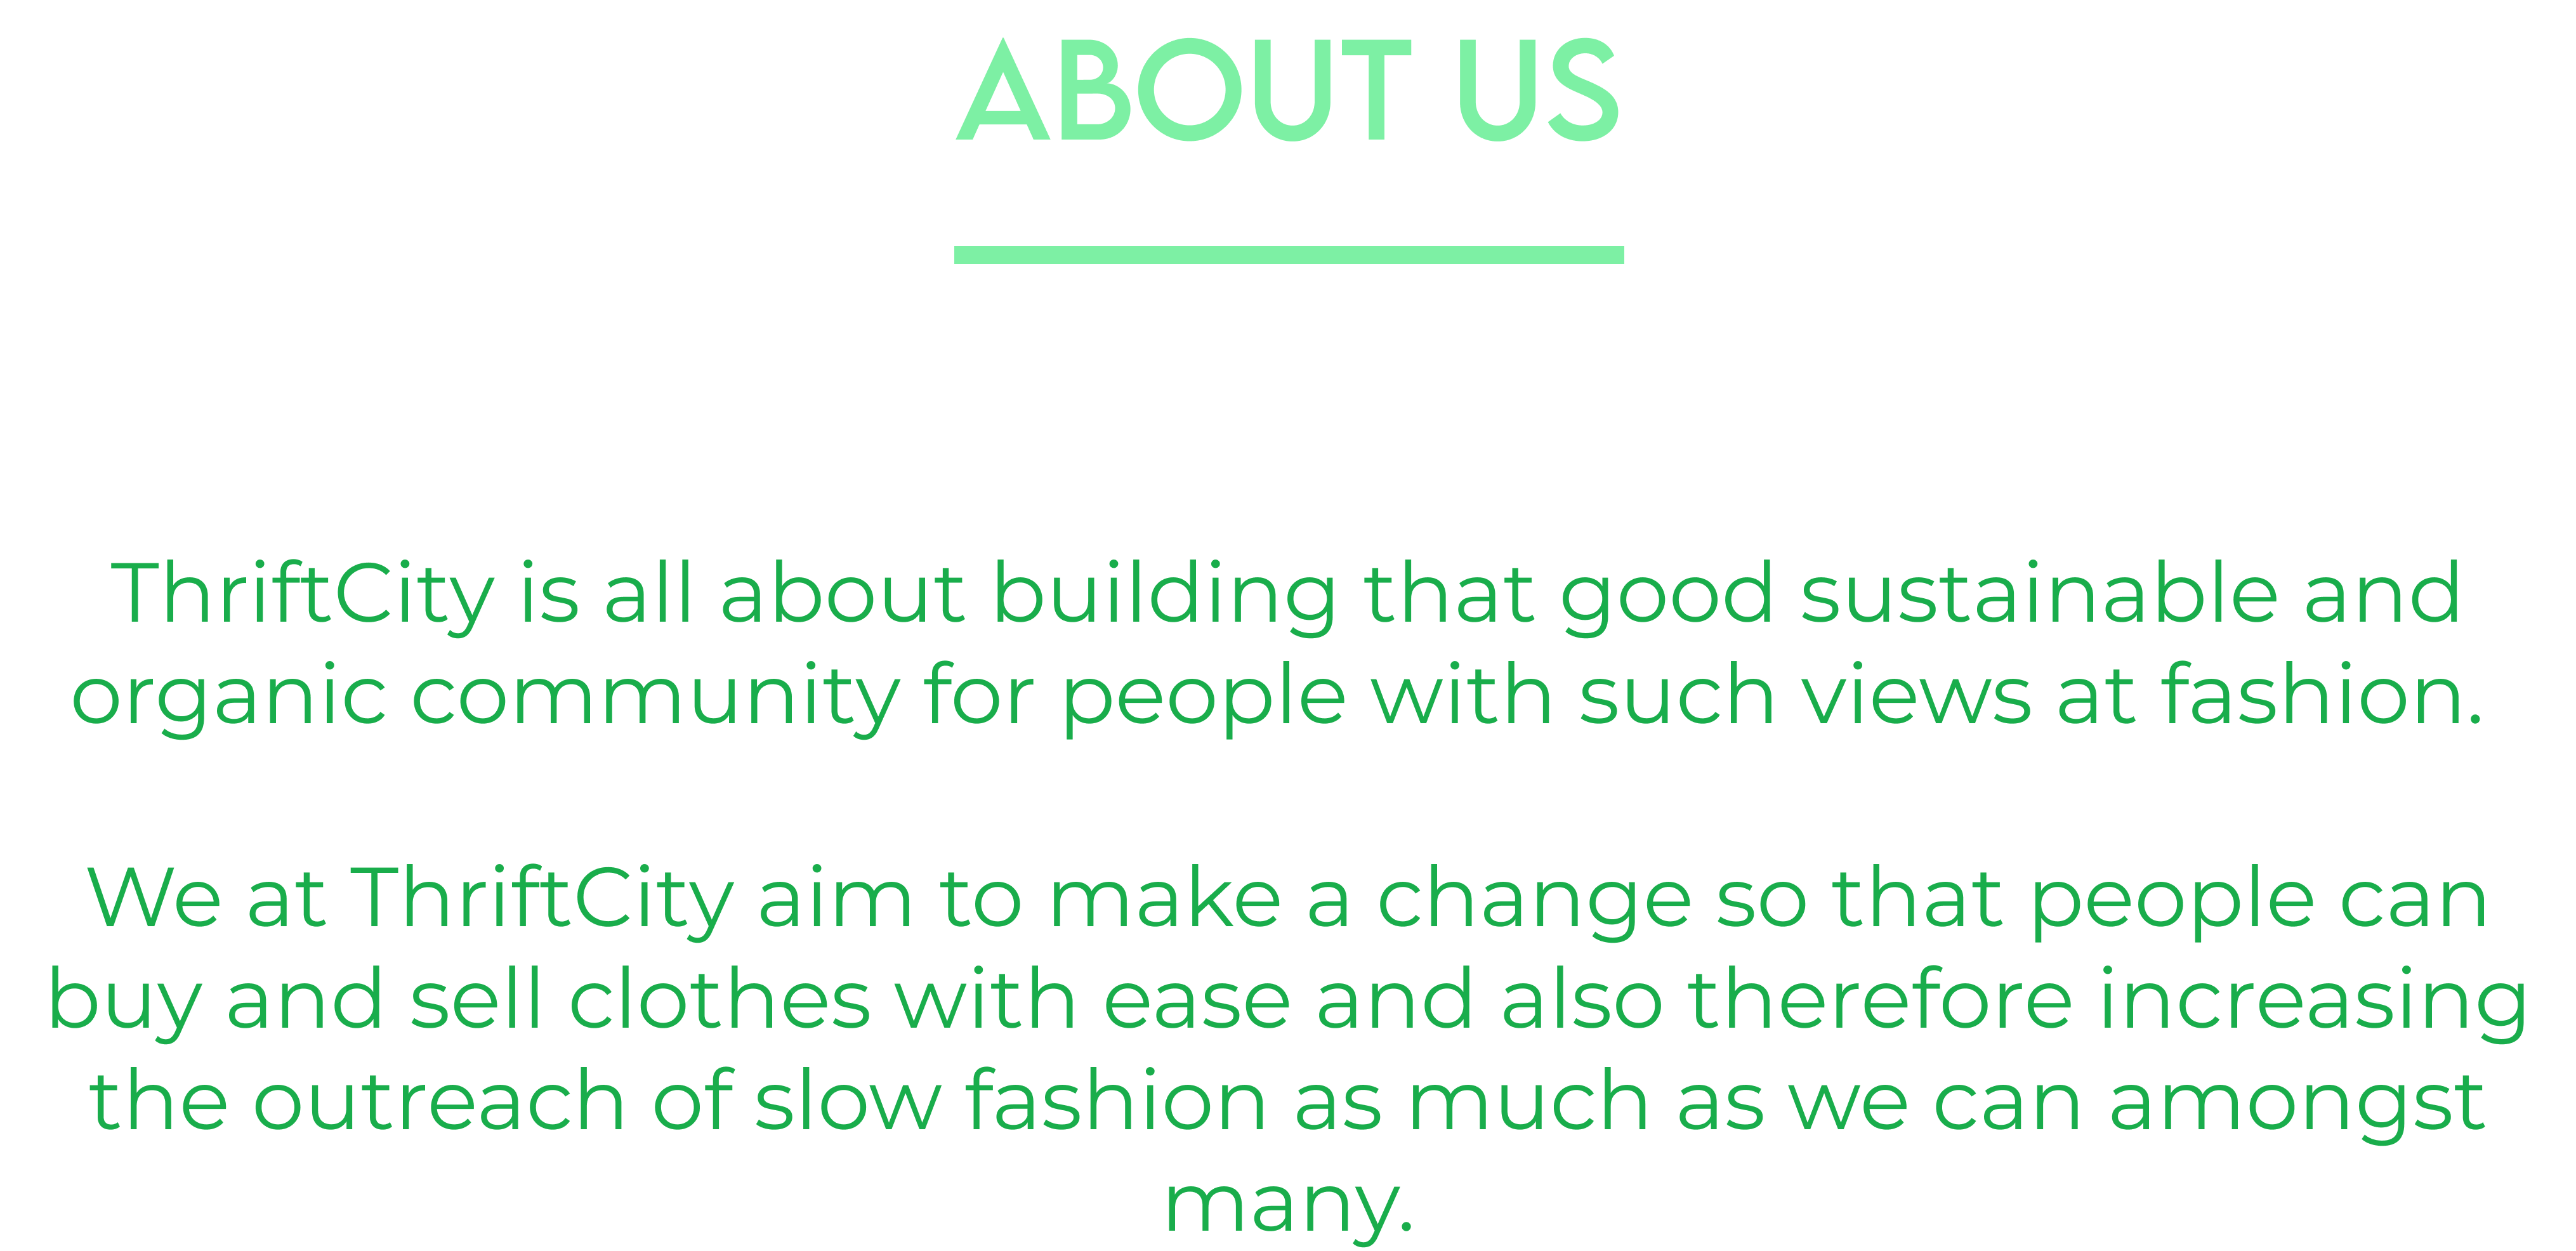 ABOUT US
ThriftCity is all about building that good sustainable and
organic community for people with such views at fashion.
We at ThriftCity aim to make a change so that people can
buy and sell clothes with ease and also therefore increasing
the outreach of slow fashion as much as we can amongst
many.